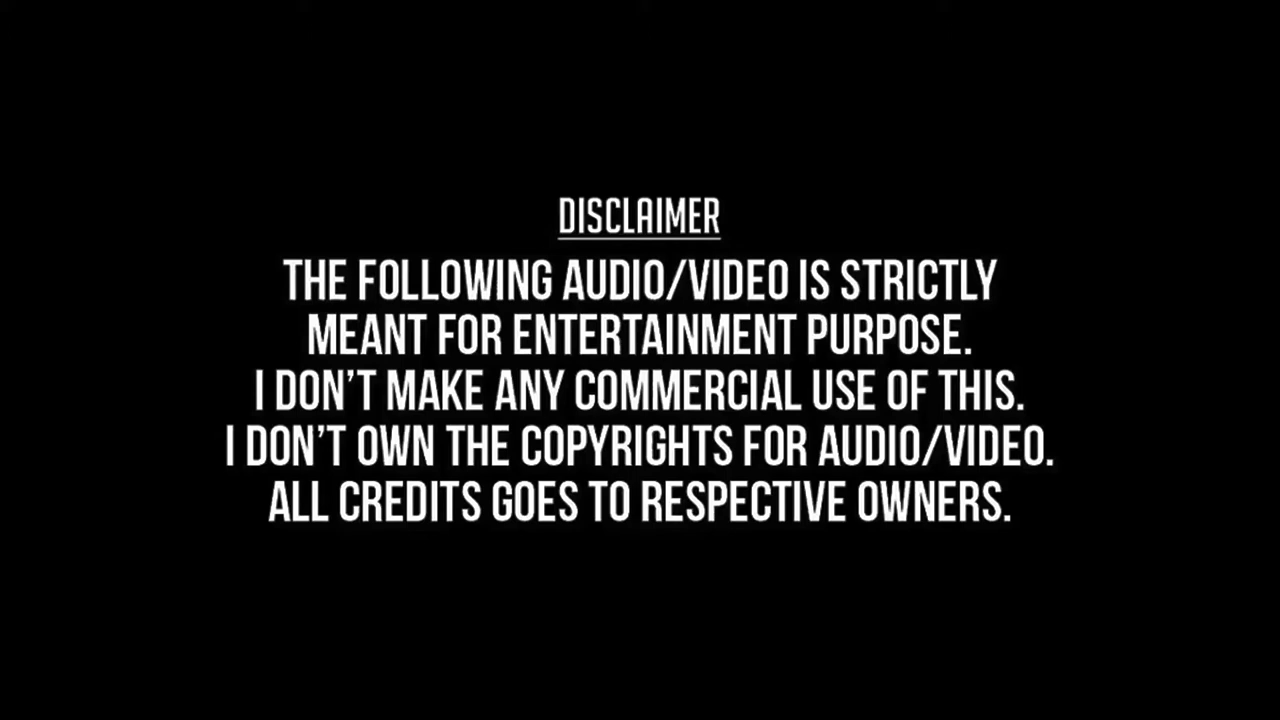 DISCLAIMER
THE FOLLOWING AUDIO/VIDEO IS STRICTLY
MEANT FOR ENTERTAINMENT PURPOSE.
I DON’T MAKE ANY COMMERCIAL USE OF THIS.
I DON’T OWN THE COPYRIGHTS FOR AUDIO/VIDEO.
ALL CREDITS GOES TO RESPECTIVE OWNERS.